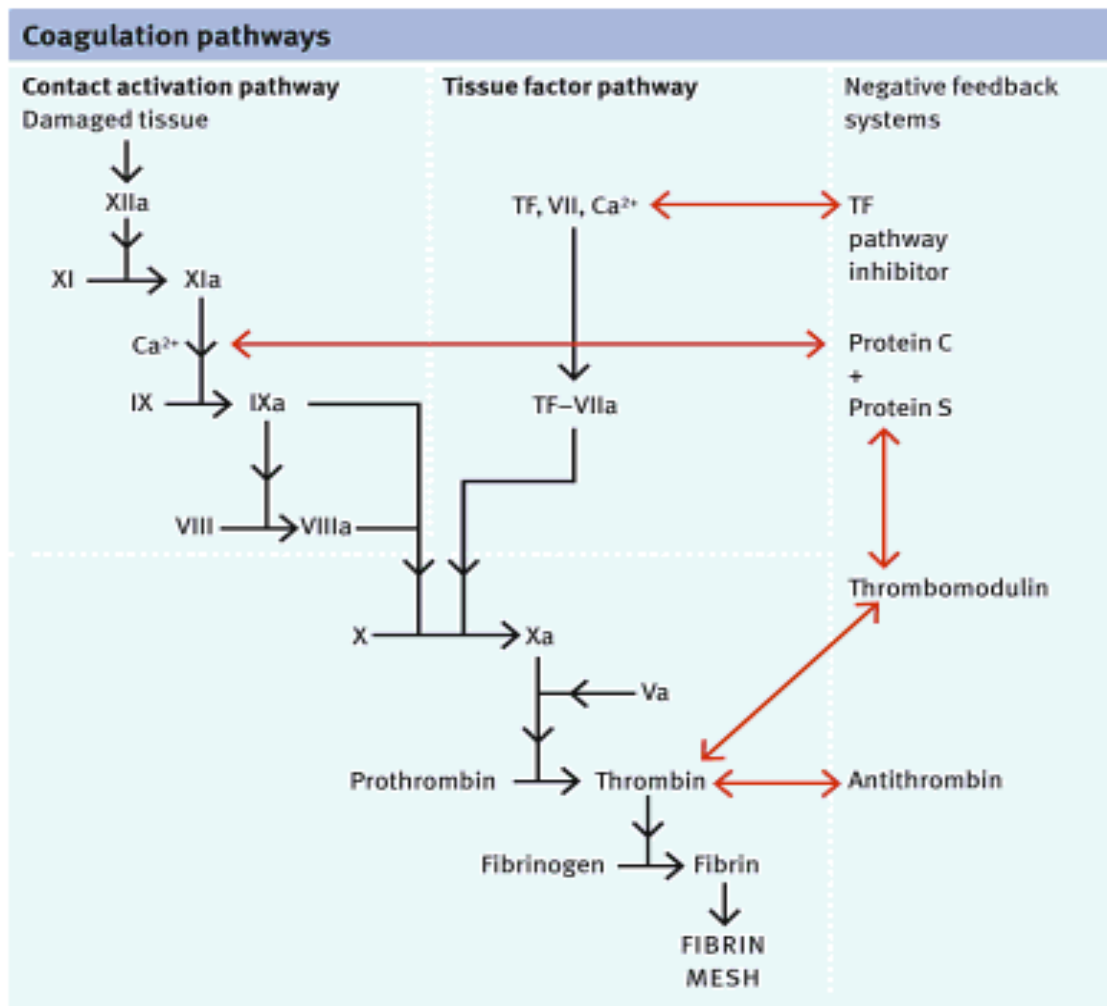 Coagulation pathways
Contact activation pathway
Damaged tissue
Tissue factor pathway
Negative feedback
systems
XIIa
TF, VII, Ca²⁺
TF
pathway
inhibitor
XI
XIa
Ca²⁺
Protein C
+
Protein S
IX
IXa
TF–VIIa
VIII
VIIIa
Thrombomodulin
X
Xa
Va
Prothrombin
Thrombin
Antithrombin
Fibrinogen
Fibrin
FIBRIN
MESH